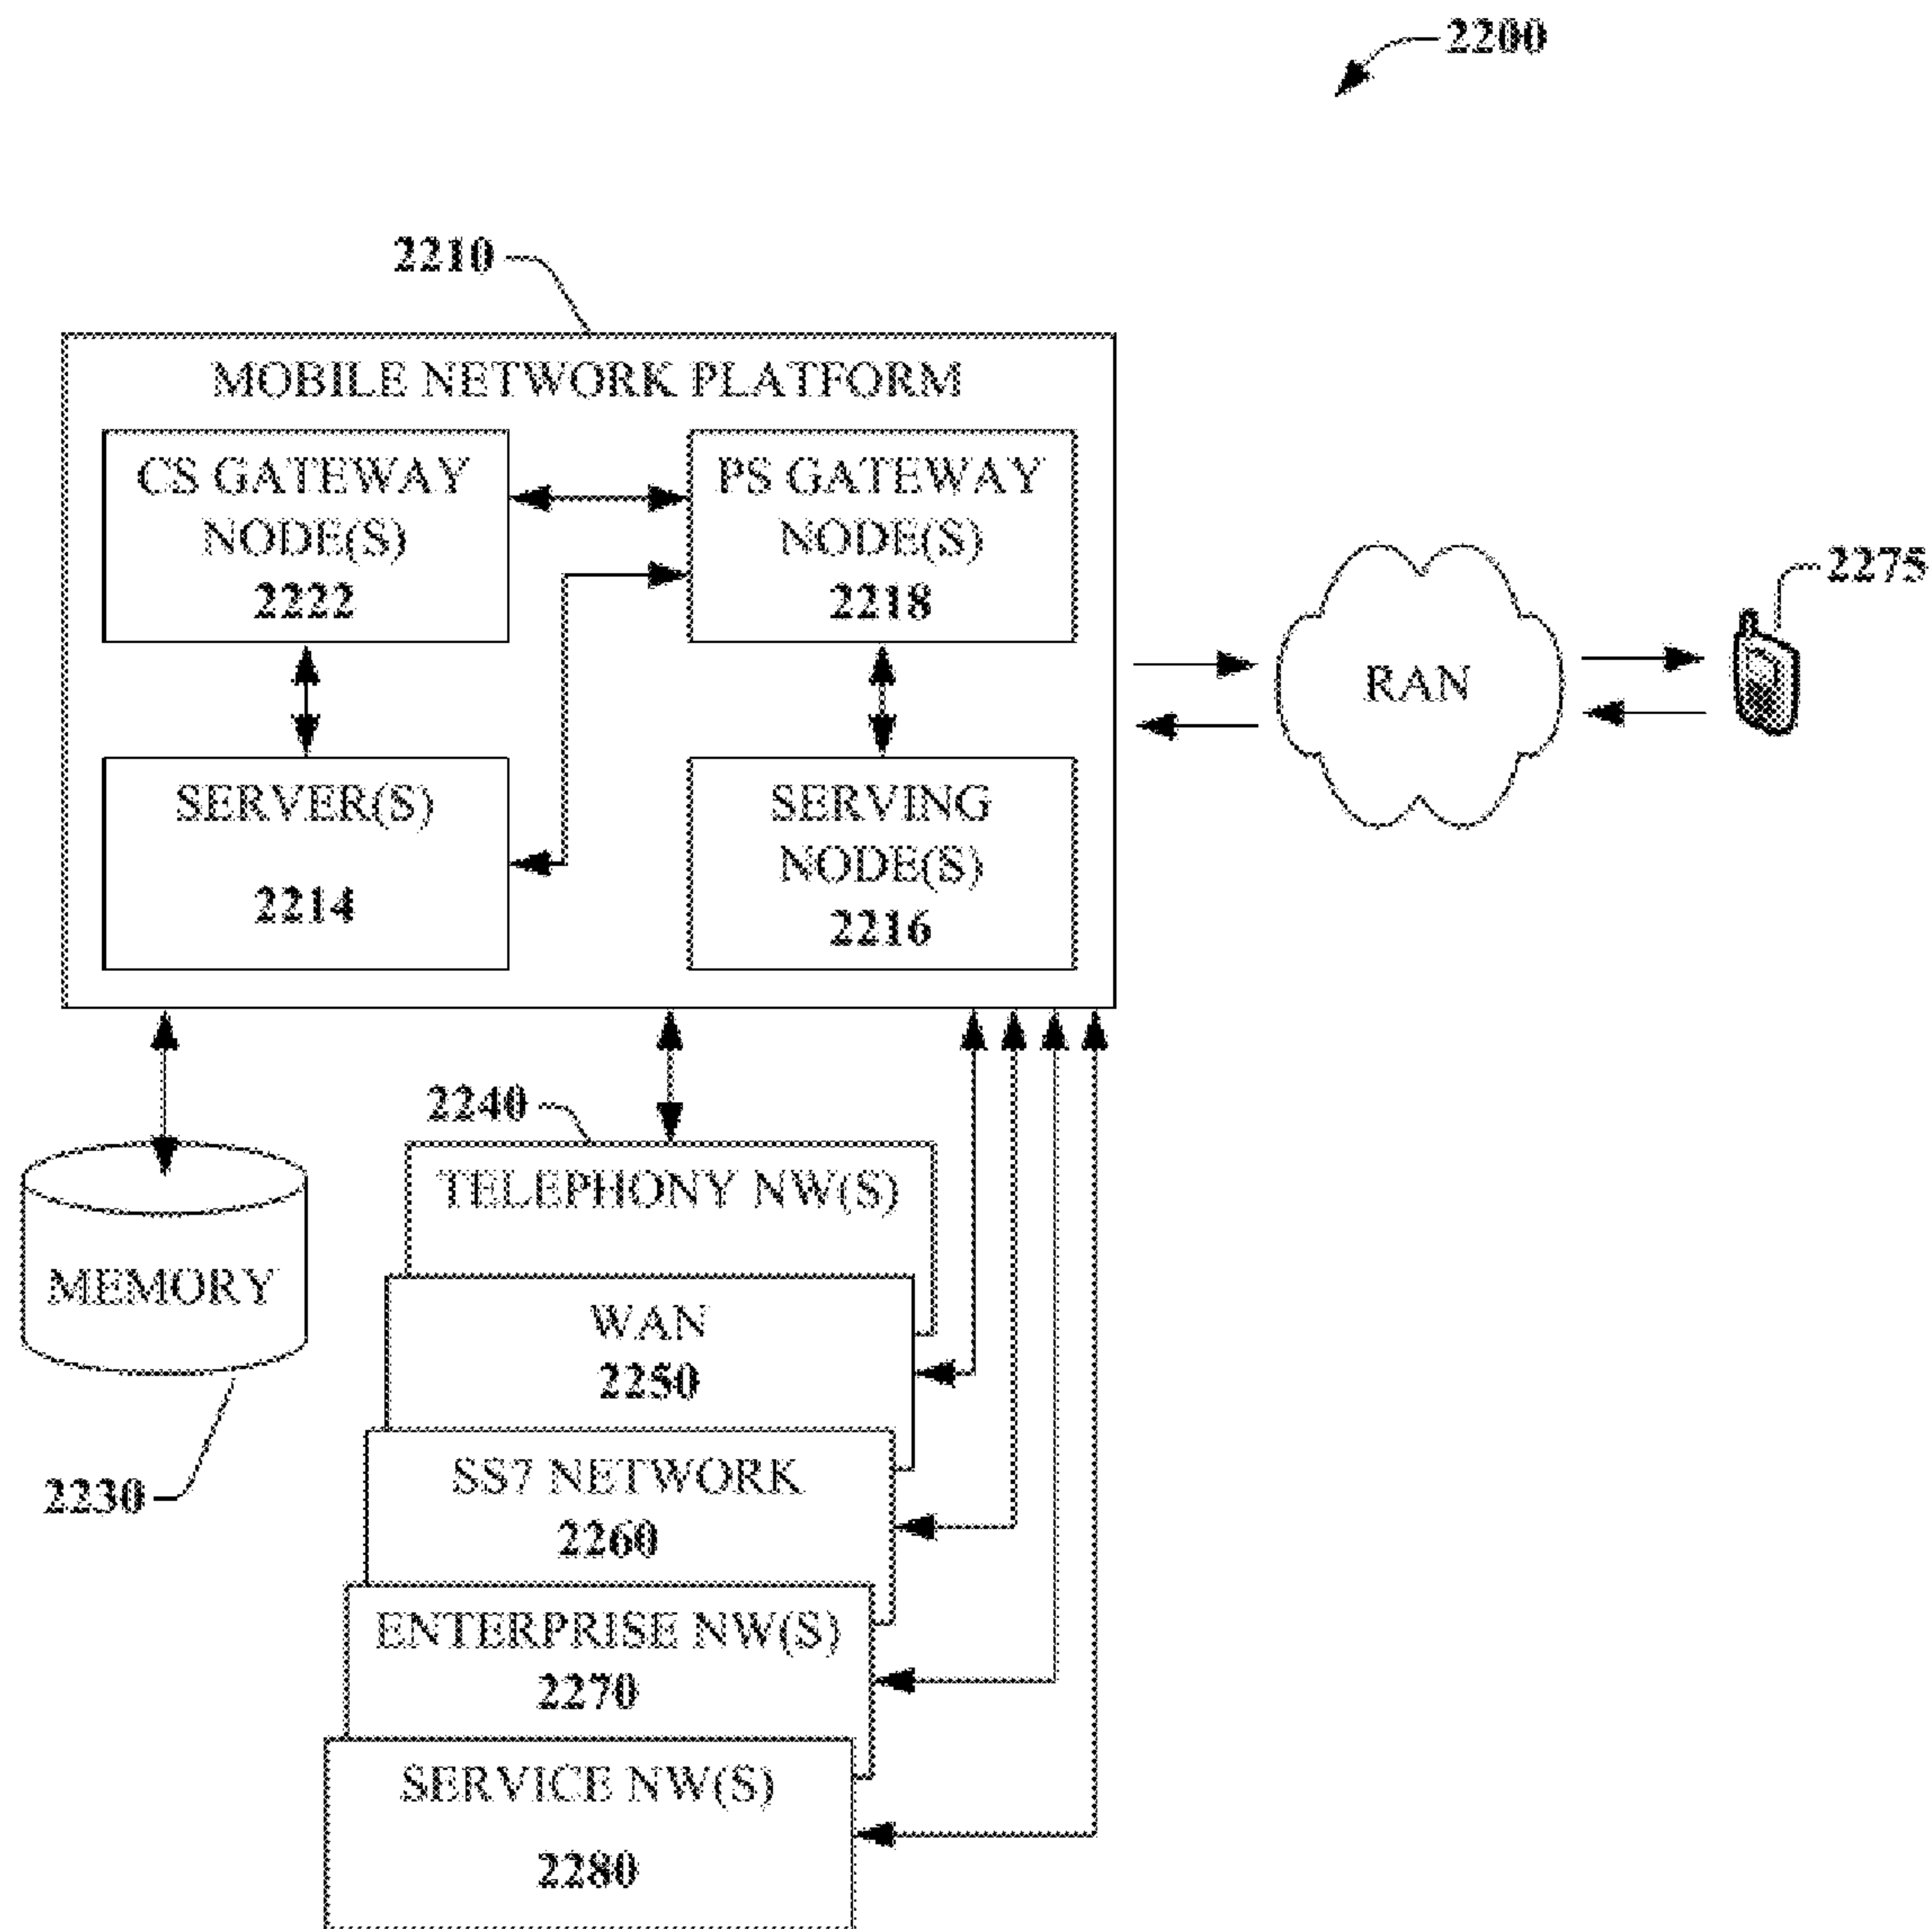 2200
2210
MOBILE NETWORK PLATFORM
CS GATEWAY
NODE(S)
2222
PS GATEWAY
NODE(S)
2218
2275
RAN
SERVER(S)
2214
SERVING
NODE(S)
2216
2240
TELEPHONY NW(S)
MEMORY
2230
WAN
2250
SS7 NETWORK
2260
ENTERPRISE NW(S)
2270
SERVICE NW(S)
2280